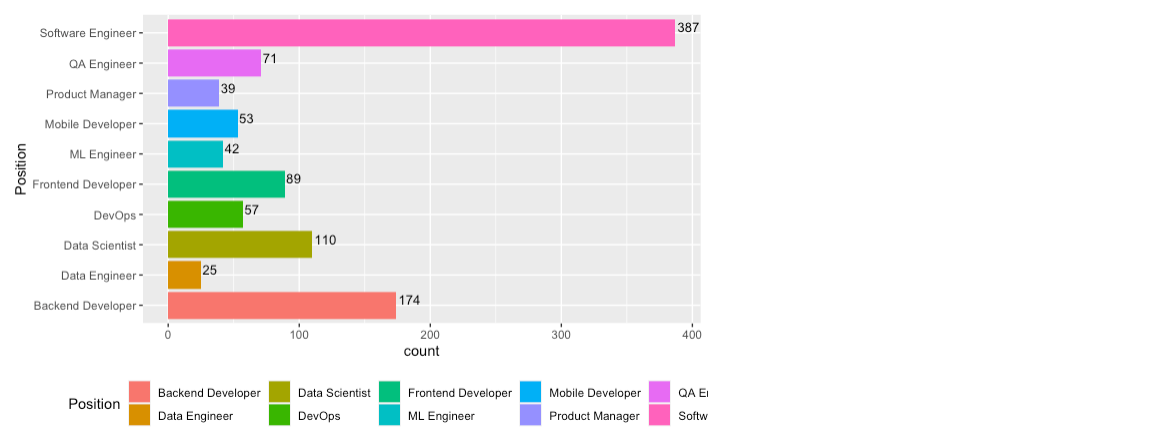 Software Engineer 387
QA Engineer 71
Product Manager 39
Mobile Developer 53
ML Engineer 42
Position
Frontend Developer 89
DevOps 57
Data Scientist 110
Data Engineer 25
Backend Developer 174
0 100 200 300 400
count
Position
Backend Developer Data Scientist Frontend Developer Mobile Developer QA
Data Engineer DevOps ML Engineer Product Manager Softw